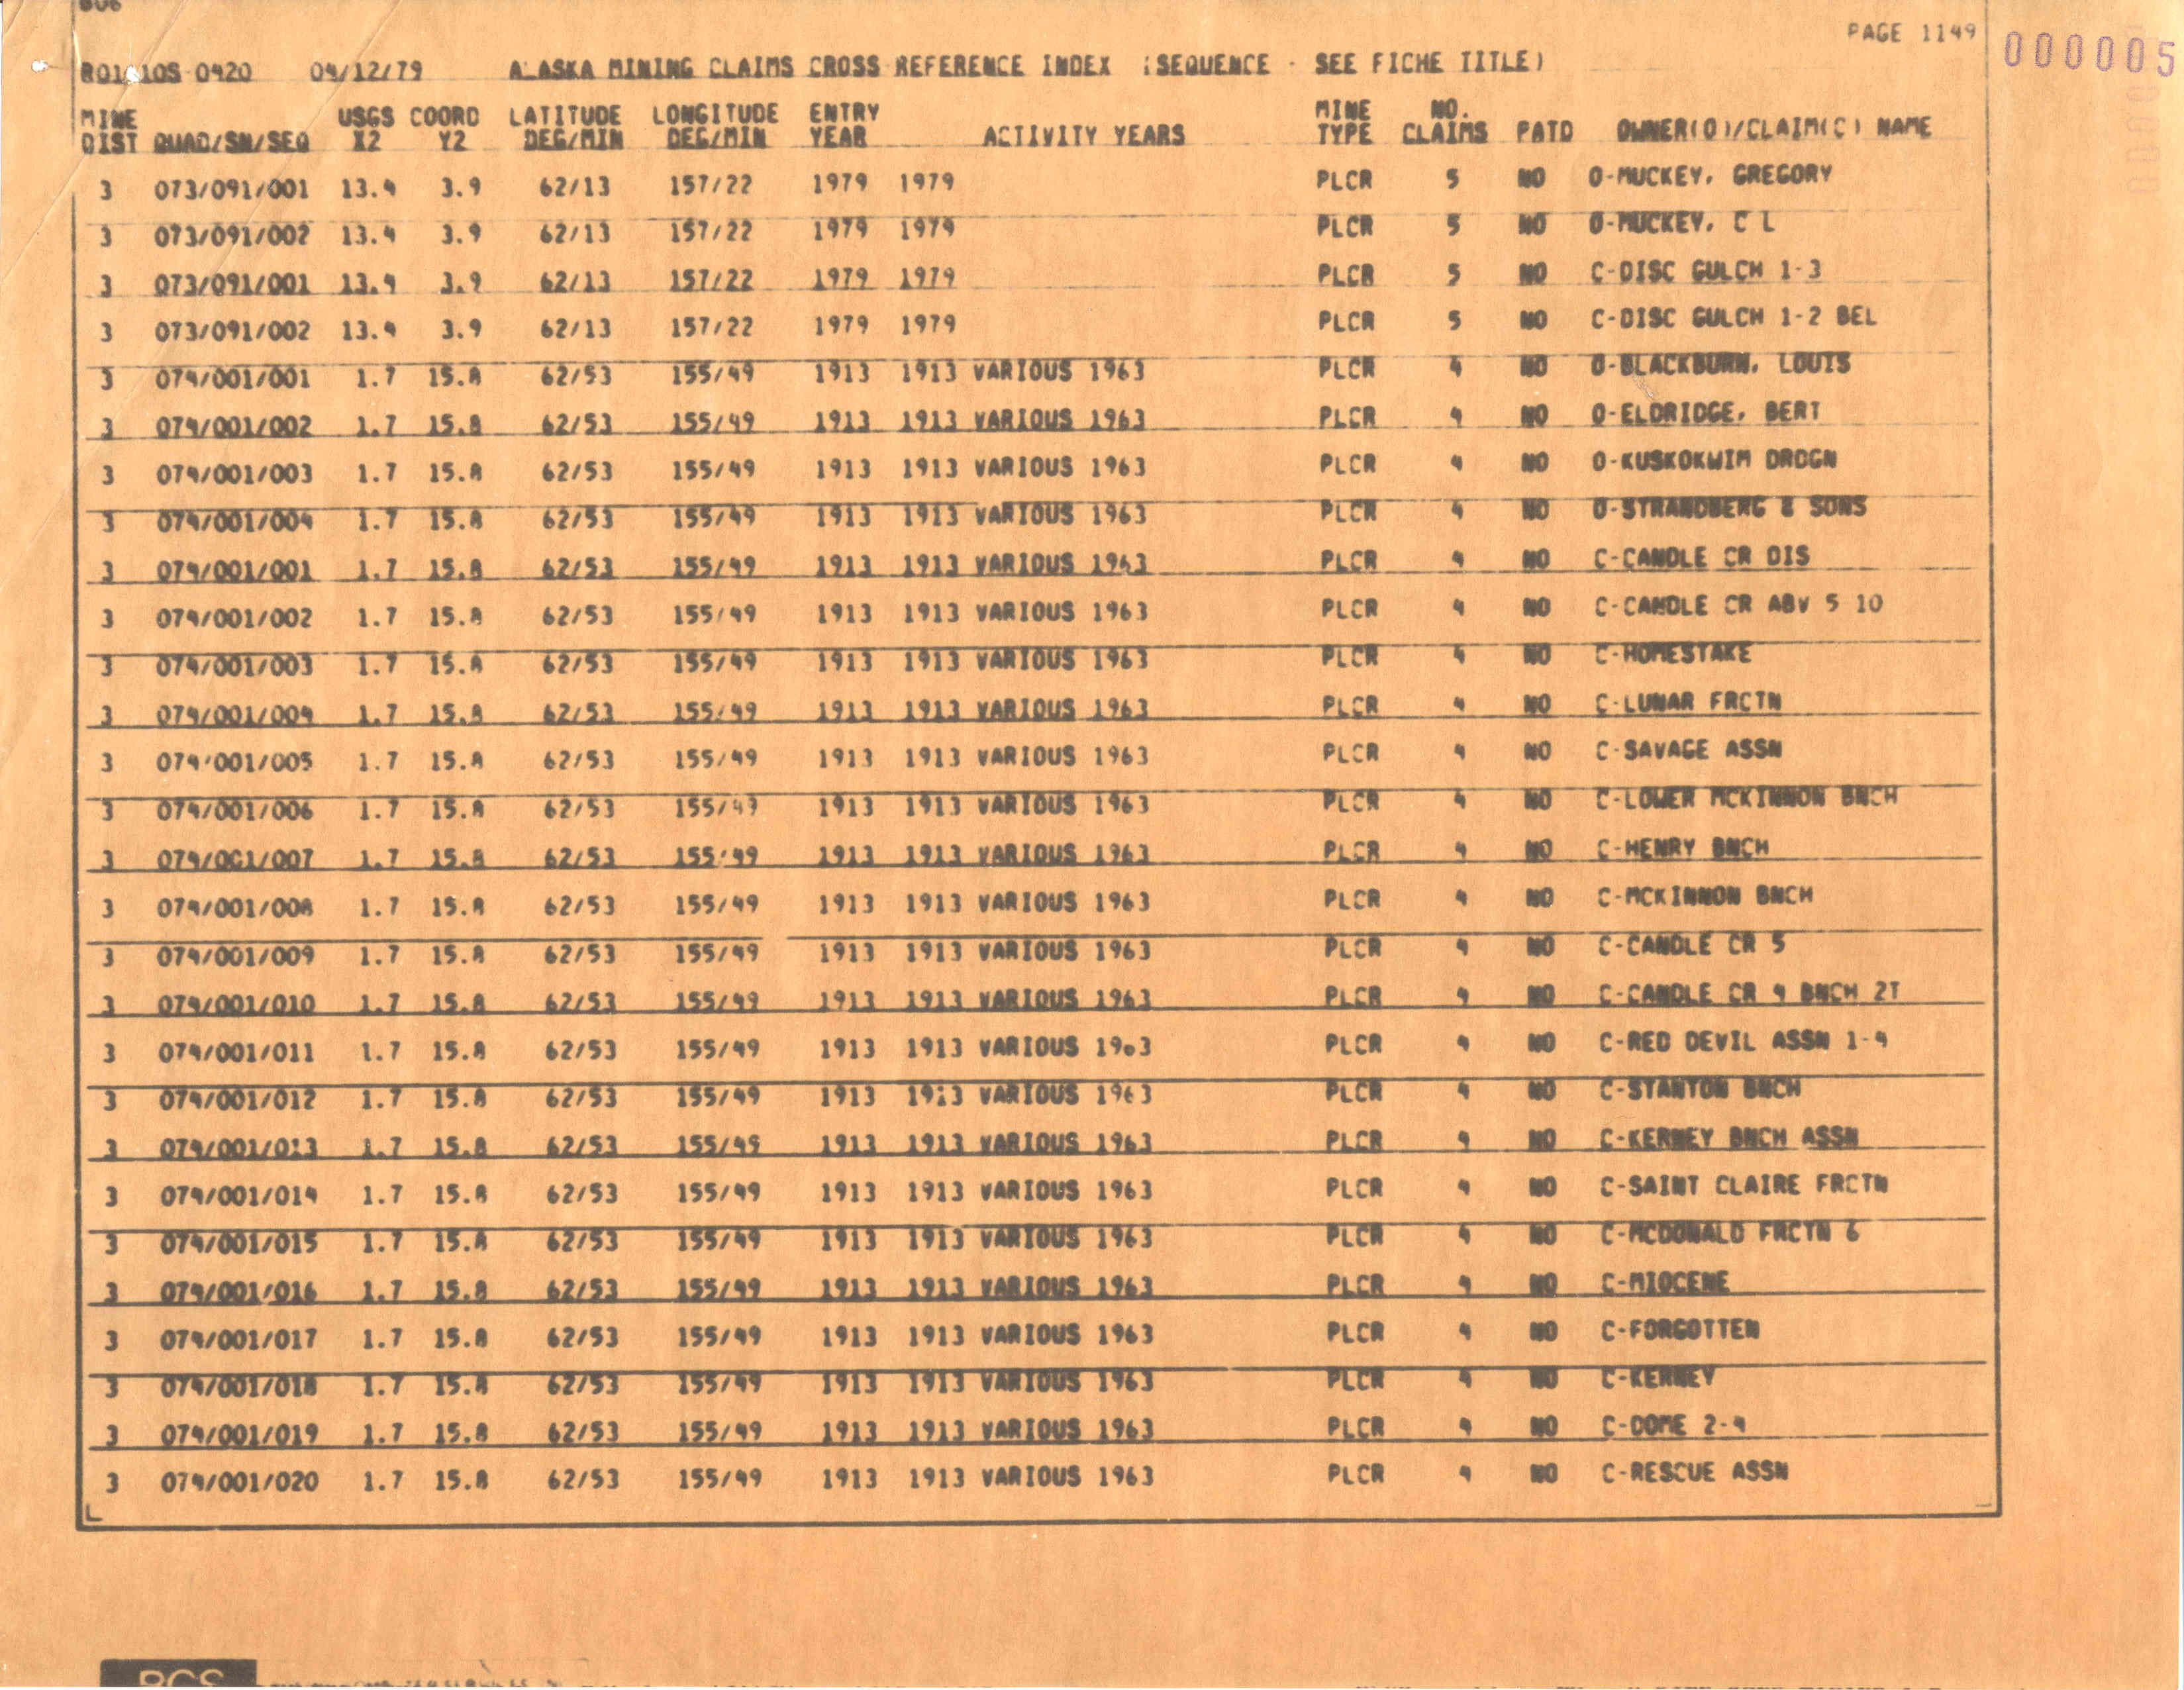 BOB
PAGE 1149
000005
04/12/79 ALASKA MINING CLAIMS CROSS REFERENCE INDEX (SEQUENCE - SEE FICHE TITLE)
MINE USGS COORD LATITUDE LONGITUDE ENTRY MINE NO.
DIST QUAD/SN/SEQ X2 Y2 DEG/MIN DEG/MIN YEAR ACTIVITY YEARS TYPE CLAIMS PATD OWNER(O)/CLAIM(C) NAME
3 073/091/001 13.4 3.9 62/13 157/22 1979 1979 PLCR 5 NO O-MUCKEY, GREGORY
3 073/091/002 13.4 3.9 62/13 157/22 1979 1979 PLCR 5 NO O-MUCKEY, C L
3 073/091/001 13.4 3.9 62/13 157/22 1979 1979 PLCR 5 NO C-DISC GULCH 1-3
3 073/091/002 13.4 3.9 62/13 157/22 1979 1979 PLCR 5 NO C-DISC GULCH 1-2 BEL
3 074/001/001 1.7 15.8 62/53 155/49 1913 1913 VARIOUS 1963 PLCR 4 NO O-BLACKBURN, LOUIS
3 074/001/002 1.7 15.8 62/53 155/49 1913 1913 VARIOUS 1963 PLCR 4 NO O-ELDRIDGE, BERT
3 074/001/003 1.7 15.8 62/53 155/49 1913 1913 VARIOUS 1963 PLCR 4 NO O-KUSKOKWIM DRDGN
3 074/001/004 1.7 15.8 62/53 155/49 1913 1913 VARIOUS 1963 PLCR 4 NO O-STRANDBERG & SONS
3 074/001/001 1.7 15.8 62/53 155/49 1913 1913 VARIOUS 1963 PLCR 4 NO C-CANDLE CR DIS
3 074/001/002 1.7 15.8 62/53 155/49 1913 1913 VARIOUS 1963 PLCR 4 NO C-CANDLE CR ABV 5 10
3 074/001/003 1.7 15.8 62/53 155/49 1913 1913 VARIOUS 1963 PLCR 4 NO C-HOMESTAKE
3 074/001/004 1.7 15.8 62/53 155/49 1913 1913 VARIOUS 1963 PLCR 4 NO C-LUNAR FRCTN
3 074/001/005 1.7 15.8 62/53 155/49 1913 1913 VARIOUS 1963 PLCR 4 NO C-SAVAGE ASSN
3 074/001/006 1.7 15.8 62/53 155/49 1913 1913 VARIOUS 1963 PLCR 4 NO C-LOWER MCKINNON BNCH
3 074/001/007 1.7 15.8 62/53 155/49 1913 1913 VARIOUS 1963 PLCR 4 NO C-HENRY BNCH
3 074/001/008 1.7 15.8 62/53 155/49 1913 1913 VARIOUS 1963 PLCR 4 NO C-MCKINNON BNCH
3 074/001/009 1.7 15.8 62/53 155/49 1913 1913 VARIOUS 1963 PLCR 4 NO C-CANDLE CR 5
3 074/001/010 1.7 15.8 62/53 155/49 1913 1913 VARIOUS 1963 PLCR 4 NO C-CANDLE CR 4 BNCH 2T
3 074/001/011 1.7 15.8 62/53 155/49 1913 1913 VARIOUS 1963 PLCR 4 NO C-RED DEVIL ASSN 1-4
3 074/001/012 1.7 15.8 62/53 155/49 1913 1913 VARIOUS 1963 PLCR 4 NO C-STANTON BNCH
3 074/001/013 1.7 15.8 62/53 155/49 1913 1913 VARIOUS 1963 PLCR 4 NO C-KERNEY BNCH ASSN
3 074/001/014 1.7 15.8 62/53 155/49 1913 1913 VARIOUS 1963 PLCR 4 NO C-SAINT CLAIRE FRCTN
3 074/001/015 1.7 15.8 62/53 155/49 1913 1913 VARIOUS 1963 PLCR 4 NO C-MCDONALD FRCTN 6
3 074/001/016 1.7 15.8 62/53 155/49 1913 1913 VARIOUS 1963 PLCR 4 NO C-MIOCENE
3 074/001/017 1.7 15.8 62/53 155/49 1913 1913 VARIOUS 1963 PLCR 4 NO C-FORGOTTEN
3 074/001/018 1.7 15.8 62/53 155/49 1913 1913 VARIOUS 1963 PLCR 4 NO C-KERNEY
3 074/001/019 1.7 15.8 62/53 155/49 1913 1913 VARIOUS 1963 PLCR 4 NO C-DOME 2-4
3 074/001/020 1.7 15.8 62/53 155/49 1913 1913 VARIOUS 1963 PLCR 4 NO C-RESCUE ASSN